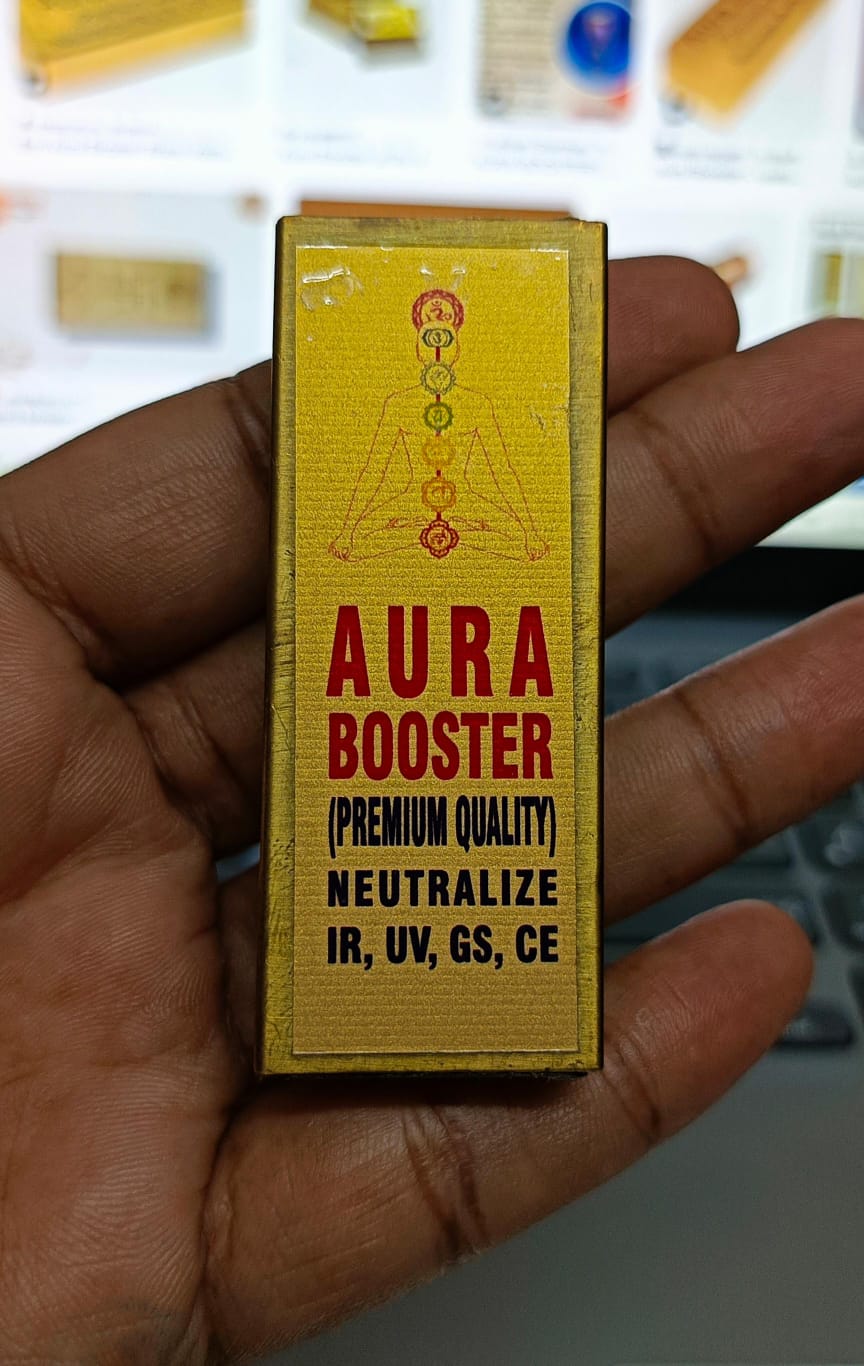 AURA
BOOSTER
(PREMIUM QUALITY)
NEUTRALIZE
IR, UV, GS, CE